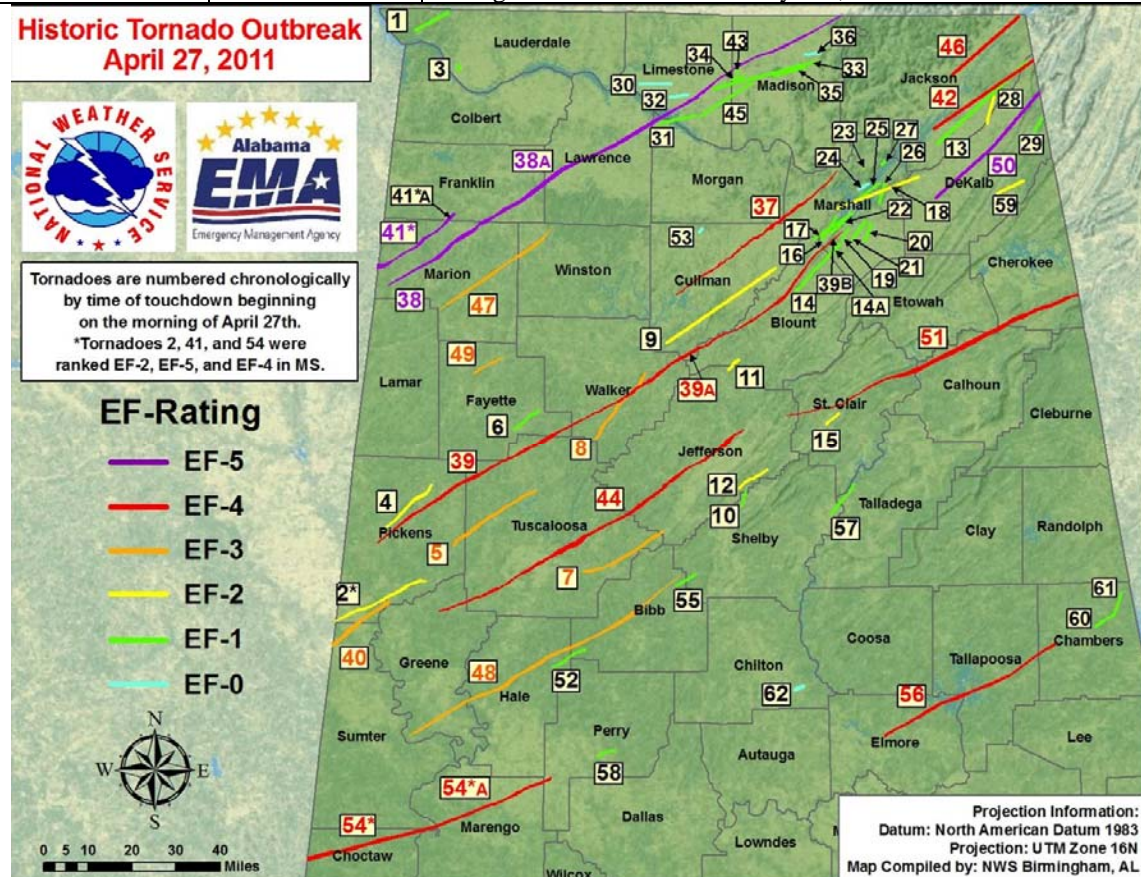 Historic Tornado Outbreak
April 27, 2011
NATIONAL WEATHER SERVICE
Alabama
EMA
Emergency Management Agency
Tornadoes are numbered chronologically
by time of touchdown beginning
on the morning of April 27th.
*Tornadoes 2, 41, and 54 were
ranked EF-2, EF-5, and EF-4 in MS.
EF-Rating
EF-5
EF-4
EF-3
EF-2
EF-1
EF-0
N
W
E
S
0 5 10 20 30 40
Miles
1
Lauderdale
3
Colbert
30
Limestone
32
34
43
36
33
35
Madison
45
31
Jackson
46
42
28
13
29
50
DeKalb
59
38A
Lawrence
Franklin
41*A
41*
Morgan
23
25
27
26
24
Marshall
18
22
17
16
20
21
19
39B
14A
14
37
53
Cullman
Marion
38
Winston
47
Cherokee
Etowah
Blount
9
49
51
Lamar
Fayette
Walker
39A
11
6
8
St. Clair
Calhoun
Cleburne
15
39
Jefferson
4
Pickens
44
12
10
57
Talladega
Tuscaloosa
5
Shelby
Clay
Randolph
7
2*
55
Bibb
40
Greene
48
Hale
52
Chilton
62
Coosa
Tallapoosa
61
60
Chambers
56
Sumter
Perry
58
Autauga
Elmore
Lee
54*A
54*
Marengo
Dallas
Lowndes
Choctaw
Wilcox
M
Projection Information:
Datum: North American Datum 1983
Projection: UTM Zone 16N
Map Compiled by: NWS Birmingham, AL